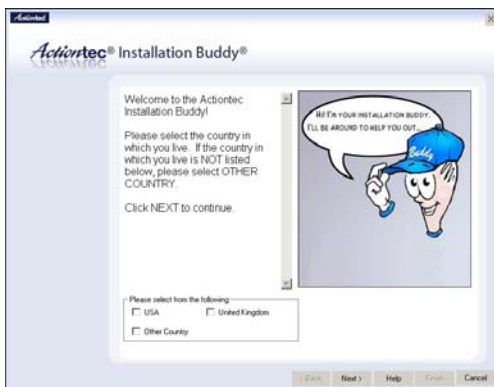 Actiontec
Actiontec® Installation Buddy®
Welcome to the Actiontec
Installation Buddy!
Please select the country in
which you live. If the country in
which you live is NOT listed
below, please select OTHER
COUNTRY.
Click NEXT to continue.
HI! I'M YOUR INSTALLATION BUDDY.
I'LL BE AROUND TO HELP YOU OUT...
Buddy
Please select from the following
USA
United Kingdom
Other Country
< Back
Next >
Help
Finish
Cancel